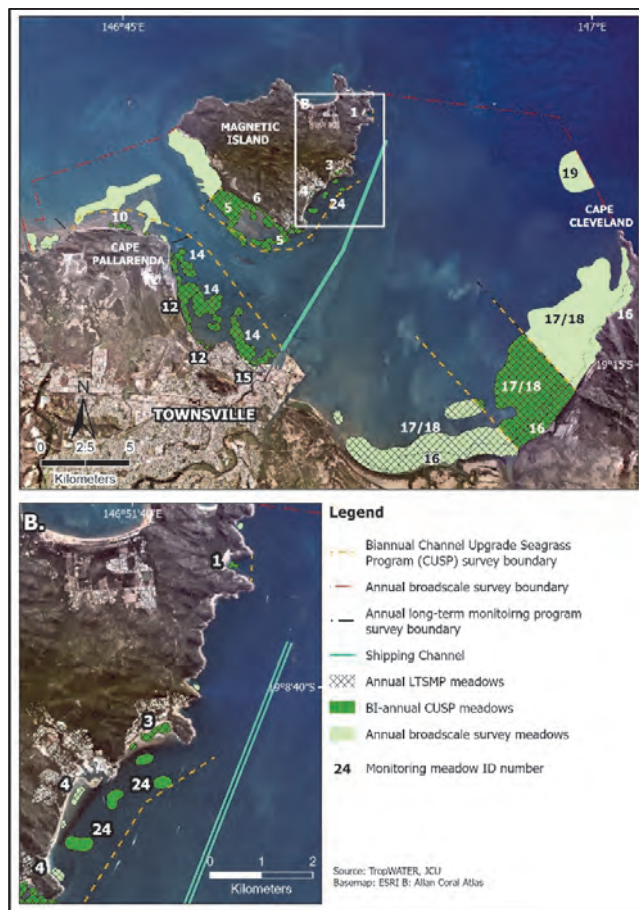 146°45'E
147°E
B.
1
MAGNETIC
ISLAND
3
19
4
6
24
5
CAPE
CLEVELAND
10
5
CAPE
PALLARENDA
14
14
17/18
16
12
14
19°15'S
12
17/18
15
N
TOWNSVILLE
17/18
16
16
0 2.5 5
Kilometers
B.
146°51'40"E
1
19°8'40"S
3
4
24
24
4
0 1 2
Kilometers
Legend
Biannual Channel Upgrade Seagrass
Program (CUSP) survey boundary
Annual broadscale survey boundary
Annual long-term monitoirng program
survey boundary
Shipping Channel
Annual LTSMP meadows
BI-annual CUSP meadows
Annual broadscale survey meadows
24 Monitoring meadow ID number
Source: TropWATER, JCU
Basemap: ESRI B: Allan Coral Atlas